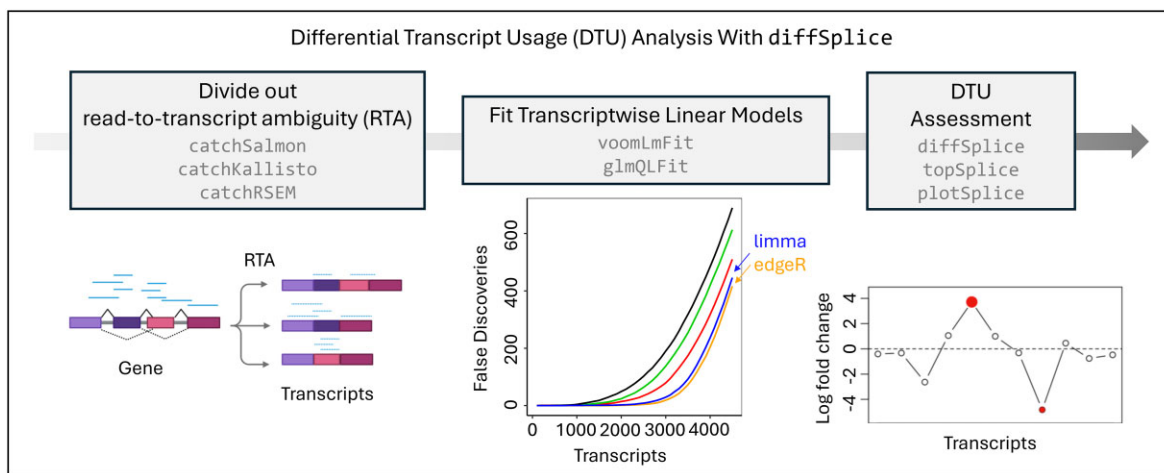 Differential Transcript Usage (DTU) Analysis With diffSplice
Divide out
read-to-transcript ambiguity (RTA)
catchSalmon
catchKallisto
catchRSEM
Fit Transcriptwise Linear Models
voomLmFit
glmQLFit
DTU
Assessment
diffSplice
topSplice
plotSplice
RTA
Gene
Transcripts
False Discoveries
600
400
200
0
0 1000 2000 3000 4000
Transcripts
limma
edgeR
Log fold change
4
2
0
-2
-4
Transcripts